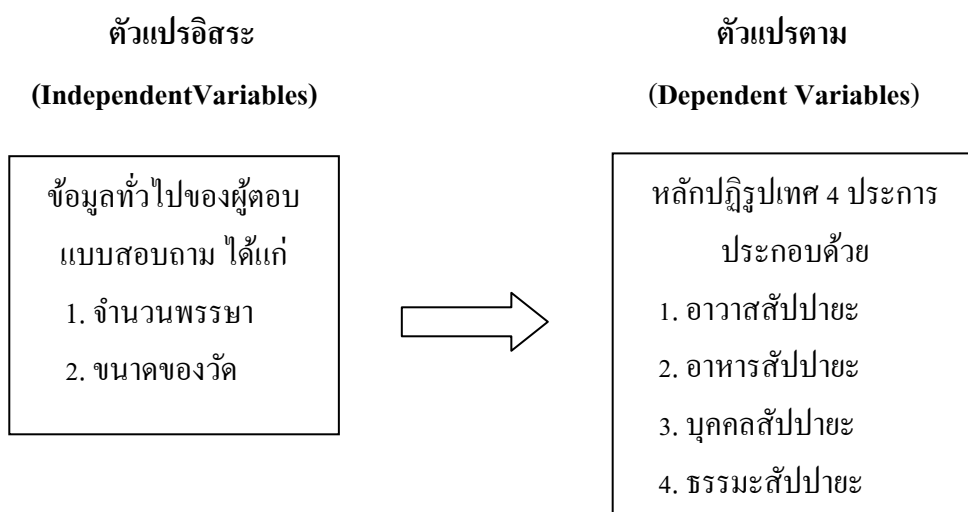 ตัวแปรอิสระ
(IndependentVariables)
ข้อมูลทั่วไปของผู้ตอบ
แบบสอบถาม ได้แก่
1. จำนวนพรรษา
2. ขนาดของวัด
ตัวแปรตาม
(Dependent Variables)
หลักปฏิรูปเทศ 4 ประการ
ประกอบด้วย
1. อาวาสสัปปายะ
2. อาหารสัปปายะ
3. บุคคลสัปปายะ
4. ธรรมะสัปปายะ